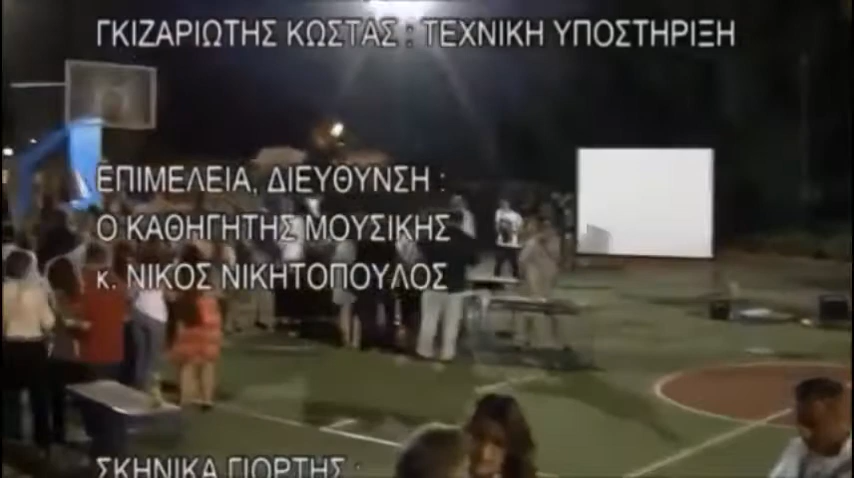 ΓΚΙΖΑΡΙΩΤΗΣ ΚΩΣΤΑΣ : ΤΕΧΝΙΚΗ ΥΠΟΣΤΗΡΙΞΗ
ΕΠΙΜΕΛΕΙΑ, ΔΙΕΥΘΥΝΣΗ :
Ο ΚΑΘΗΓΗΤΗΣ ΜΟΥΣΙΚΗΣ
κ. ΝΙΚΟΣ ΝΙΚΗΤΟΠΟΥΛΟΣ
ΣΚΗΝΙΚΑ ΓΙΟΡΤΗΣ :